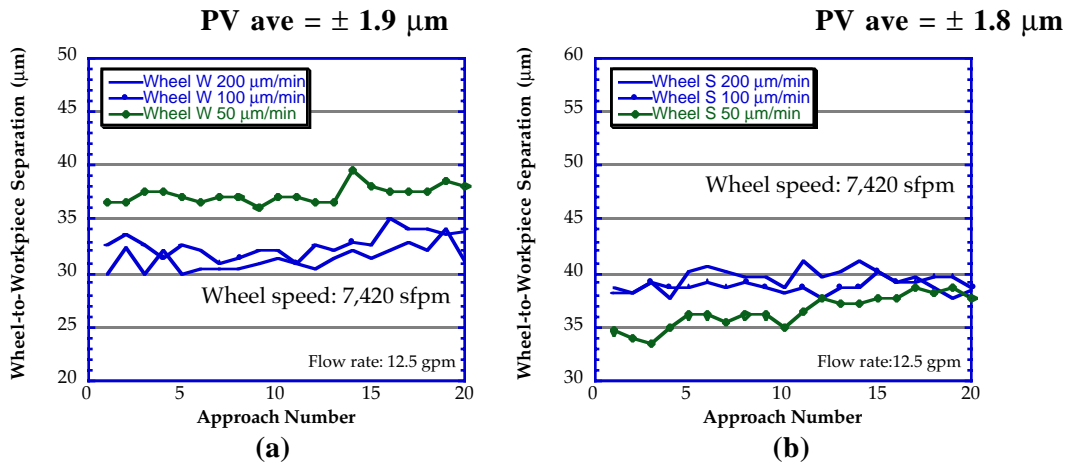 PV ave = ± 1.9 µm
Wheel-to-Workpiece Separation (µm)
50
45
40
35
30
25
20
Wheel W 200 µm/min
Wheel W 100 µm/min
Wheel W 50 µm/min
Wheel speed: 7,420 sfpm
Flow rate: 12.5 gpm
0 5 10 15 20
Approach Number
(a)
PV ave = ± 1.8 µm
Wheel-to-Workpiece Separation (µm)
60
55
50
45
40
35
30
Wheel S 200 µm/min
Wheel S 100 µm/min
Wheel S 50 µm/min
Wheel speed: 7,420 sfpm
Flow rate:12.5 gpm
0 5 10 15 20
Approach Number
(b)